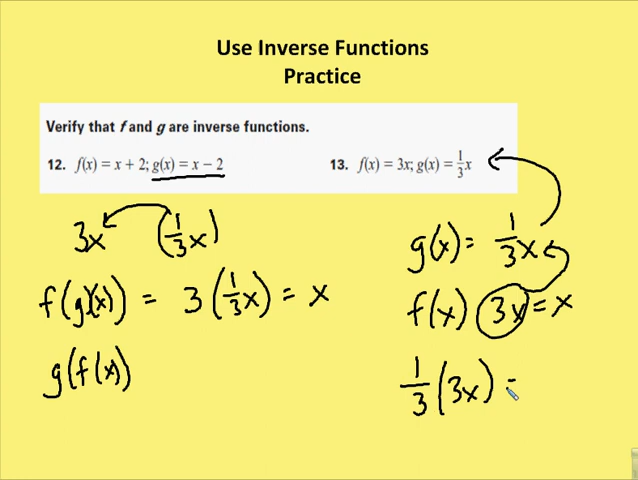 Use Inverse Functions
Practice
Verify that f and g are inverse functions.
12. f(x) = x + 2; g(x) = x − 2
13. f(x) = 3x; g(x) = 1/3 x
3x (1/3 x)
f(g(x)) = 3(1/3 x) = x
g(f(x)
g(x) = 1/3 x
f(x) 3x = x
1/3 (3x) =